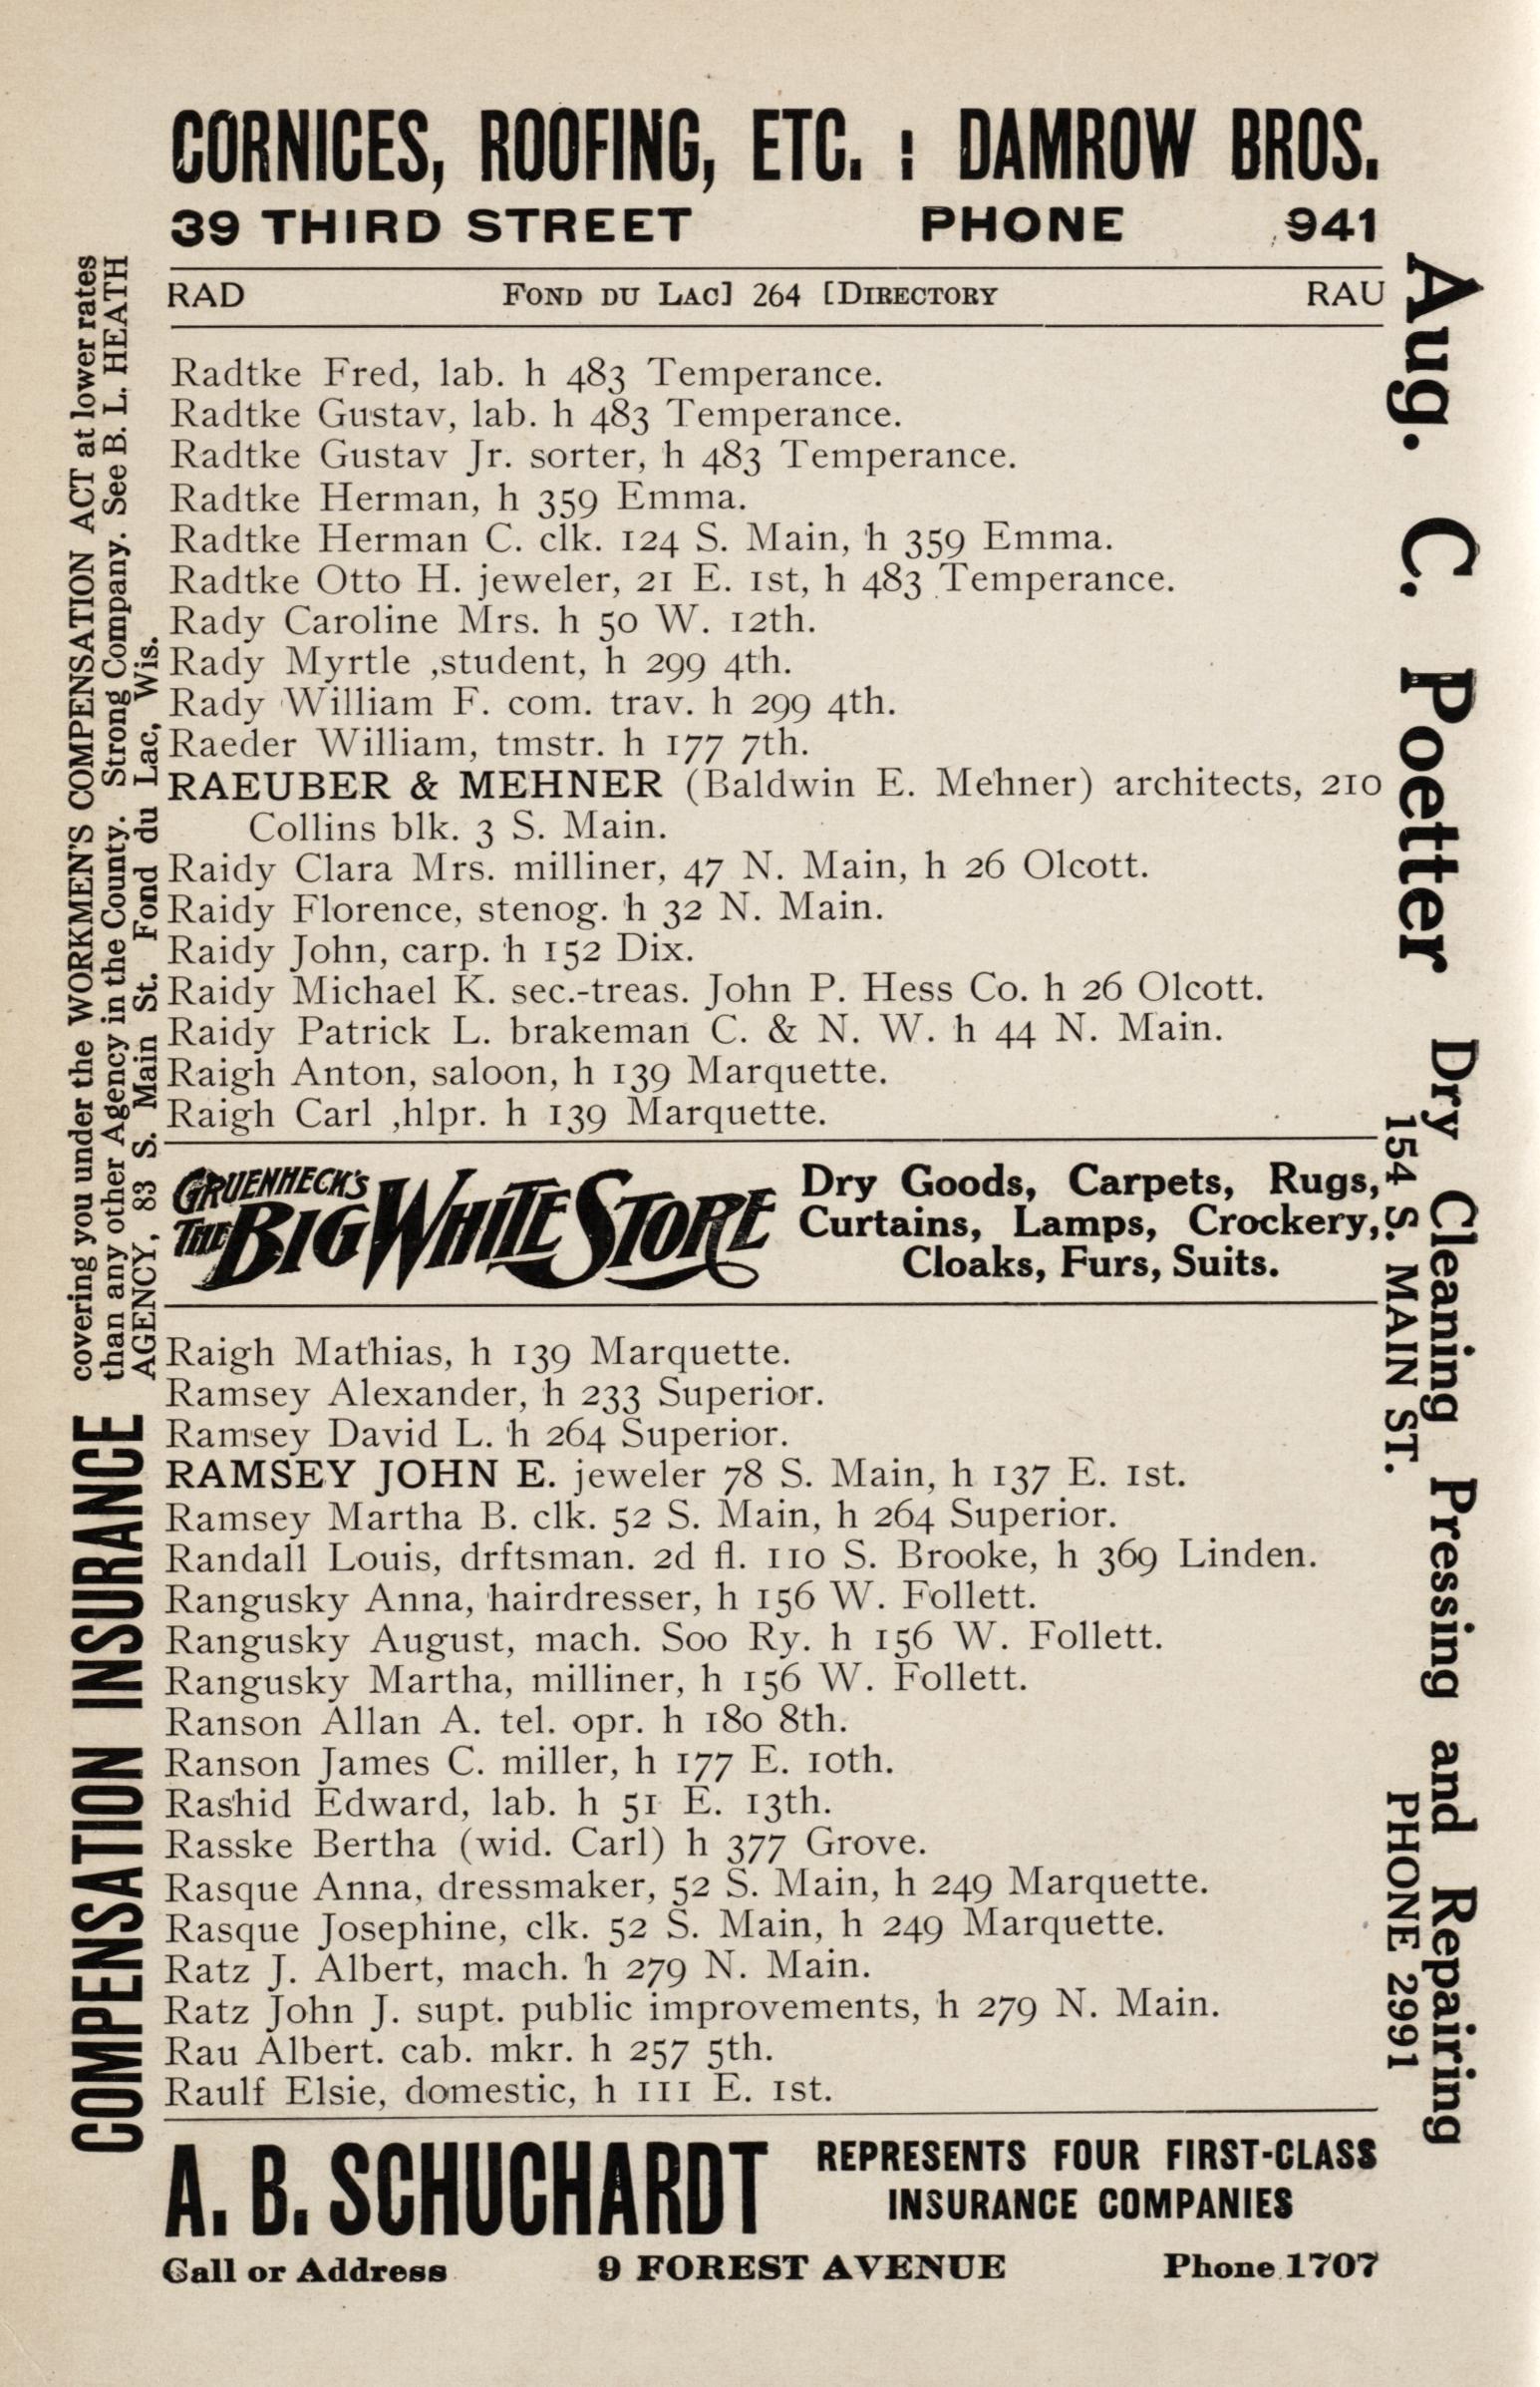 CORNICES, ROOFING, ETC. : DAMROW BROS.
39 THIRD STREET PHONE 941
RAD FOND DU LAC] 264 [DIRECTORY RAU
Radtke Fred, lab. h 483 Temperance.
Radtke Gustav, lab. h 483 Temperance.
Radtke Gustav Jr. sorter, h 483 Temperance.
Radtke Herman, h 359 Emma.
Radtke Herman C. clk. 124 S. Main, h 359 Emma.
Radtke Otto H. jeweler, 21 E. 1st, h 483 Temperance.
Rady Caroline Mrs. h 50 W. 12th.
Rady Myrtle ,student, h 299 4th.
Rady William F. com. trav. h 299 4th.
Raeder William, tmstr. h 177 7th.
RAEUBER & MEHNER (Baldwin E. Mehner) architects, 210
Collins blk. 3 S. Main.
Raidy Clara Mrs. milliner, 47 N. Main, h 26 Olcott.
Raidy Florence, stenog. h 32 N. Main.
Raidy John, carp. h 152 Dix.
Raidy Michael K. sec.-treas. John P. Hess Co. h 26 Olcott.
Raidy Patrick L. brakeman C. & N. W. h 44 N. Main.
Raigh Anton, saloon, h 139 Marquette.
Raigh Carl ,hlpr. h 139 Marquette.
GRUENHECK'S
THE BIG WHITE STORE
Dry Goods, Carpets, Rugs,
Curtains, Lamps, Crockery,
Cloaks, Furs, Suits.
Raigh Mathias, h 139 Marquette.
Ramsey Alexander, h 233 Superior.
Ramsey David L. h 264 Superior.
RAMSEY JOHN E. jeweler 78 S. Main, h 137 E. 1st.
Ramsey Martha B. clk. 52 S. Main, h 264 Superior.
Randall Louis, drftsman. 2d fl. 110 S. Brooke, h 369 Linden.
Rangusky Anna, hairdresser, h 156 W. Follett.
Rangusky August, mach. Soo Ry. h 156 W. Follett.
Rangusky Martha, milliner, h 156 W. Follett.
Ranson Allan A. tel. opr. h 180 8th.
Ranson James C. miller, h 177 E. 10th.
Rashid Edward, lab. h 51 E. 13th.
Rasske Bertha (wid. Carl) h 377 Grove.
Rasque Anna, dressmaker, 52 S. Main, h 249 Marquette.
Rasque Josephine, clk. 52 S. Main, h 249 Marquette.
Ratz J. Albert, mach. h 279 N. Main.
Ratz John J. supt. public improvements, h 279 N. Main.
Rau Albert. cab. mkr. h 257 5th.
Raulf Elsie, domestic, h 111 E. 1st.
A. B. SCHUCHARDT
REPRESENTS FOUR FIRST-CLASS
INSURANCE COMPANIES
Call or Address 9 FOREST AVENUE Phone 1707
COMPENSATION INSURANCE
covering you under the WORKMEN'S COMPENSATION ACT at lower rates
than any other Agency in the County. Strong Company. See B. L. HEATH
AGENCY, 83 S. Main St. Fond du Lac, Wis.
Aug. C. Poetter
Dry Cleaning Pressing and Repairing
154 S. MAIN ST. PHONE 2991